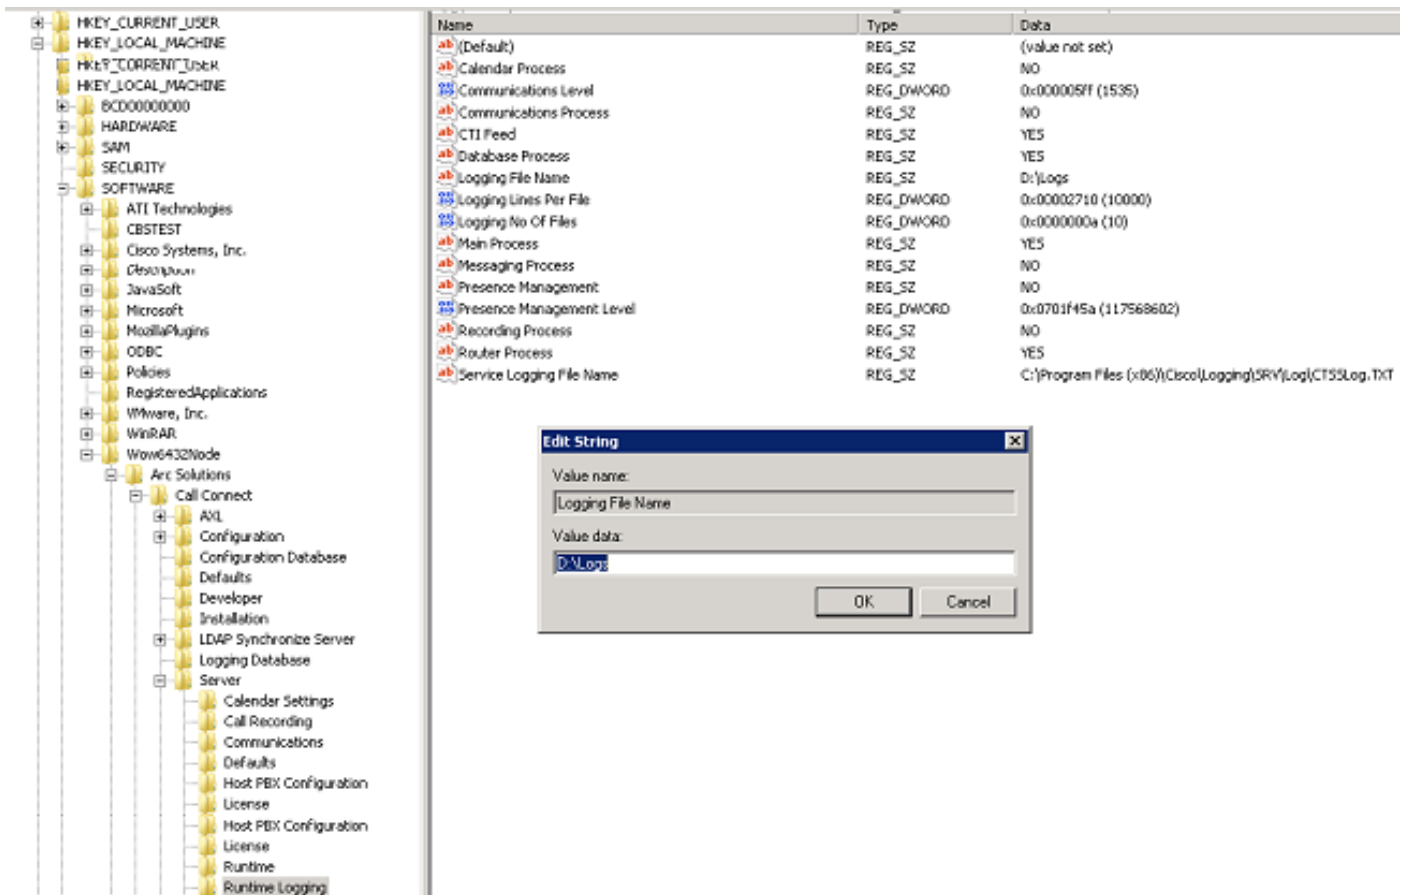 HKEY_CURRENT_USER
HKEY_LOCAL_MACHINE
HKEY_CURRENT_USER
HKEY_LOCAL_MACHINE
BCD00000000
HARDWARE
SAM
SECURITY
SOFTWARE
ATI Technologies
CBSTEST
Cisco Systems, Inc.
Description
JavaSoft
Microsoft
MozillaPlugins
ODBC
Policies
RegisteredApplications
VMware, Inc.
WinRAR
Wow6432Node
Arc Solutions
Call Connect
AXL
Configuration
Configuration Database
Defaults
Developer
Installation
LDAP Synchronize Server
Logging Database
Server
Calendar Settings
Call Recording
Communications
Defaults
Host PBX Configuration
License
Host PBX Configuration
License
Runtime
Runtime Logging
Name Type Data
(Default) REG_SZ (value not set)
Calendar Process REG_SZ NO
Communications Level REG_DWORD 0x000005ff (1535)
Communications Process REG_SZ NO
CTI Feed REG_SZ YES
Database Process REG_SZ YES
Logging File Name REG_SZ D:\Logs
Logging Lines Per File REG_DWORD 0x00002710 (10000)
Logging No Of Files REG_DWORD 0x0000000a (10)
Main Process REG_SZ YES
Messaging Process REG_SZ NO
Presence Management REG_SZ NO
Presence Management Level REG_DWORD 0x0701f45a (117568602)
Recording Process REG_SZ NO
Router Process REG_SZ YES
Service Logging File Name REG_SZ C:\Program Files (x86)\Cisco\Logging\SRV\Log\CTSSLog.TXT
Edit String
Value name:
Logging File Name
Value data:
D:\Logs
OK Cancel